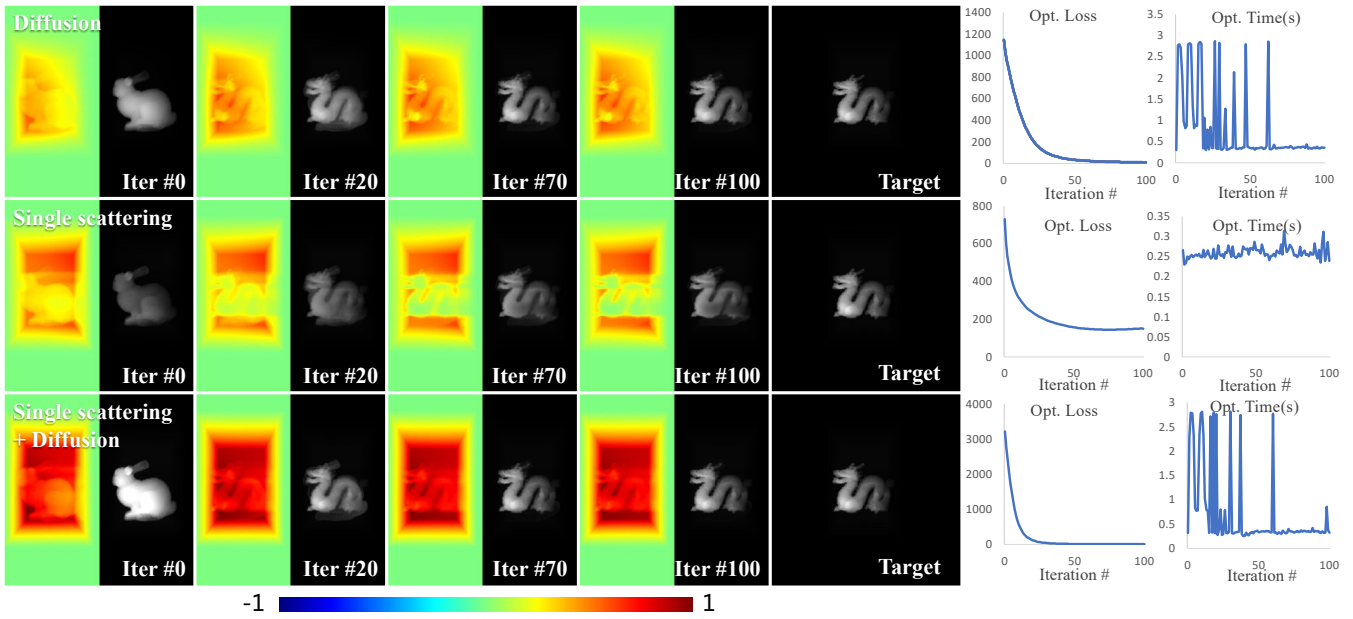 Diffusion
Iter #0
Iter #20
Iter #70
Iter #100
Target
Opt. Loss
1400
1200
1000
800
600
400
200
0
0 50 100
Iteration #
Opt. Time(s)
3.5
3
2.5
2
1.5
1
0.5
0
0 50 100
Single scattering
Iter #0
Iter #20
Iter #70
Iter #100
Target
Opt. Loss
800
600
400
200
0
0 50 100
Iteration #
Opt. Time(s)
0.35
0.3
0.25
0.2
0.15
0.1
0.05
0
0 50 100
Iteration #
Single scattering
+ Diffusion
Iter #0
Iter #20
Iter #70
Iter #100
Target
Opt. Loss
4000
3000
2000
1000
0
0 50 100
Iteration #
Opt. Time(s)
3
2.5
2
1.5
1
0.5
0
0 50 100
Iteration #
-1 1